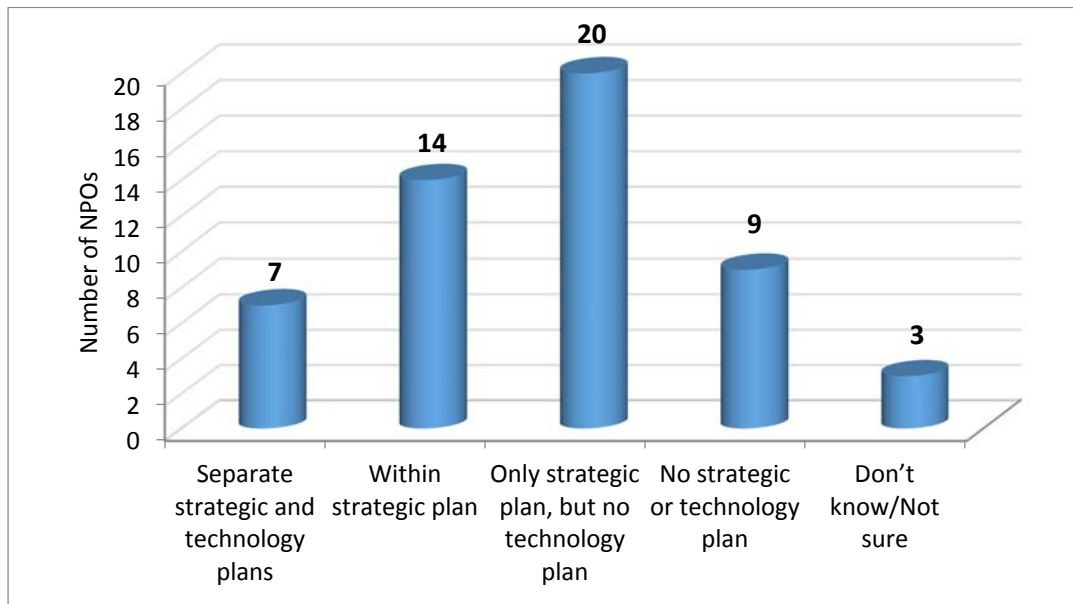 20
14
9
7
3
Number of NPOs
20
18
16
14
12
10
8
6
4
2
0
Separate
strategic and
technology
plans
Within
strategic plan
Only strategic
plan, but no
technology
plan
No strategic
or technology
plan
Don’t
know/Not
sure